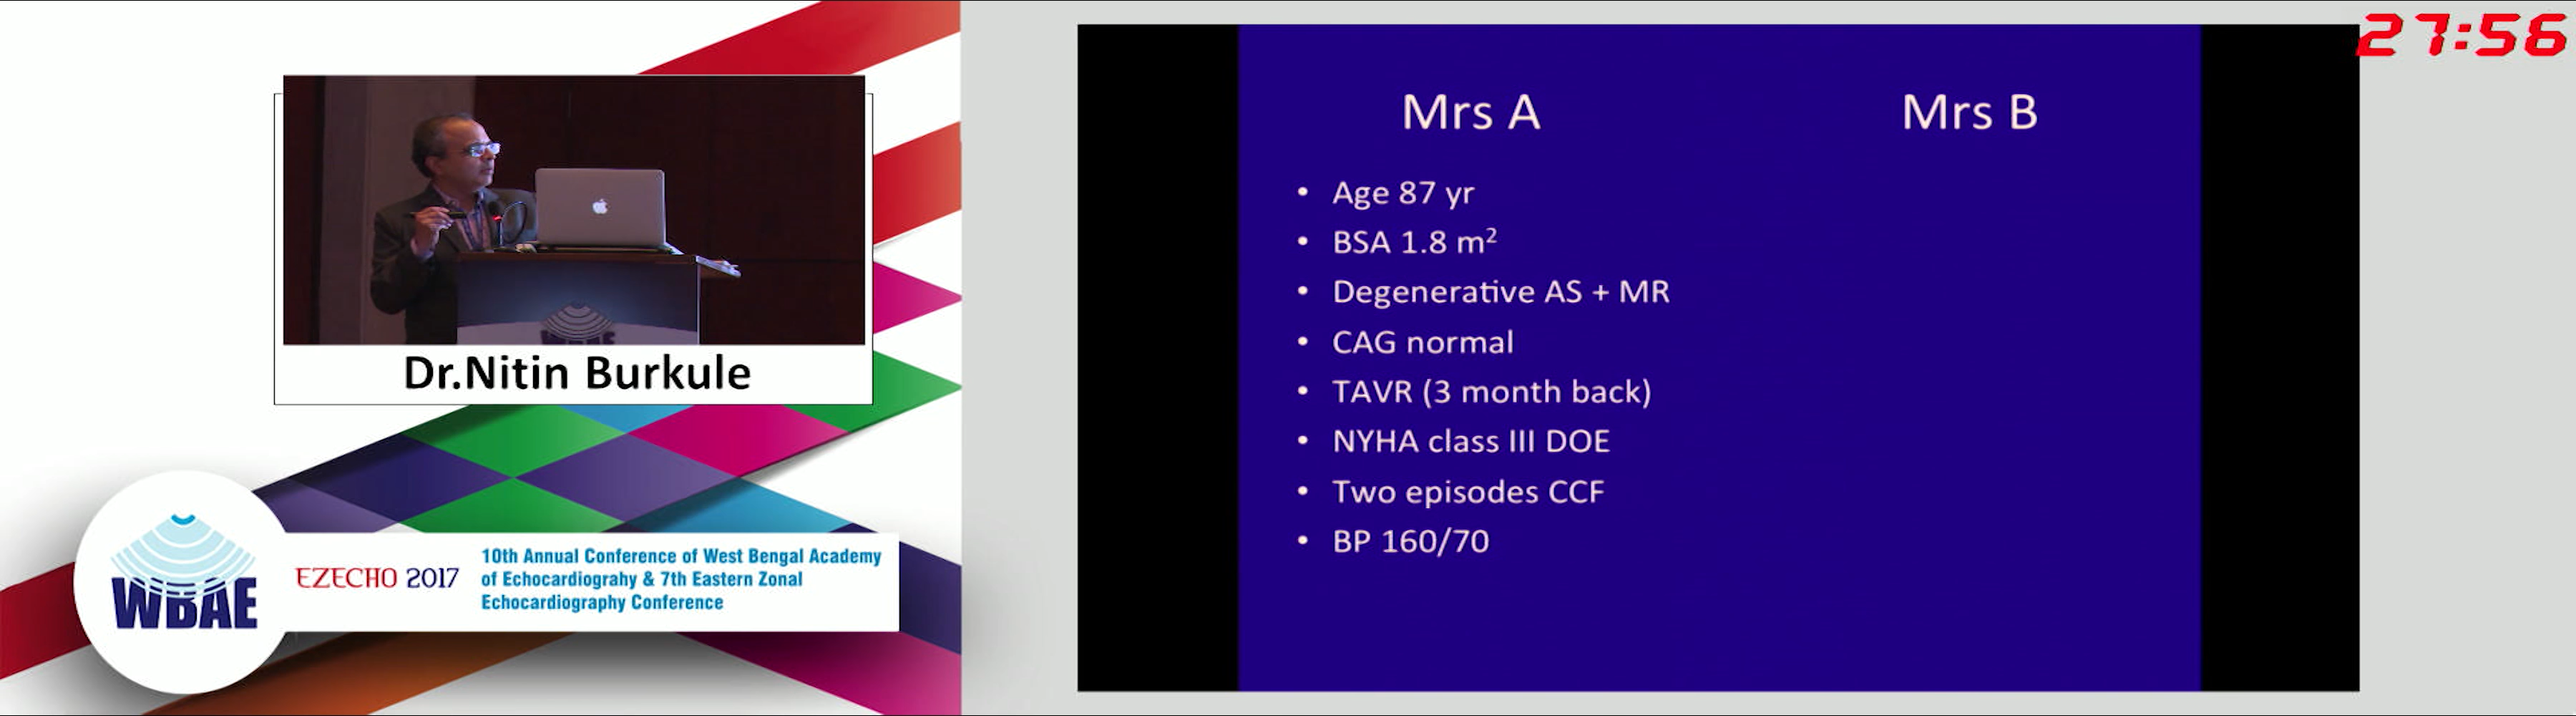 27:56
Mrs A
Mrs B
• Age 87 yr
• BSA 1.8 m²
• Degenerative AS + MR
• CAG normal
• TAVR (3 month back)
• NYHA class III DOE
• Two episodes CCF
• BP 160/70
Dr.Nitin Burkule
WBAE
EZECHO 2017
10th Annual Conference of West Bengal Academy
of Echocardiograhy & 7th Eastern Zonal
Echocardiography Conference